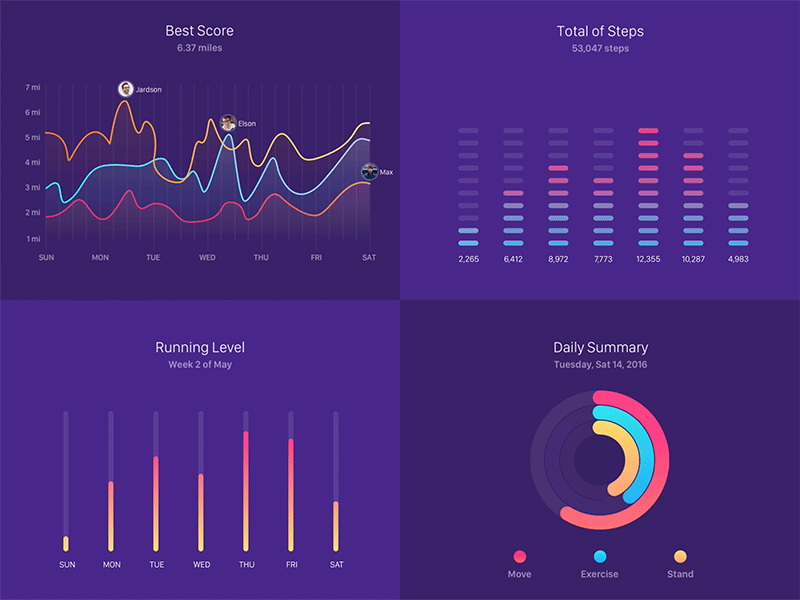 Best Score
6.37 miles
7 mi
Jardson
6 mi
Elson
5 mi
4 mi
Max
3 mi
2 mi
1 mi
SUN MON TUE WED THU FRI SAT
Total of Steps
53,047 steps
2,265 6,412 8,972 7,773 12,355 10,287 4,983
Running Level
Week 2 of May
SUN MON TUE WED THU FRI SAT
Daily Summary
Tuesday, Sat 14, 2016
Move Exercise Stand